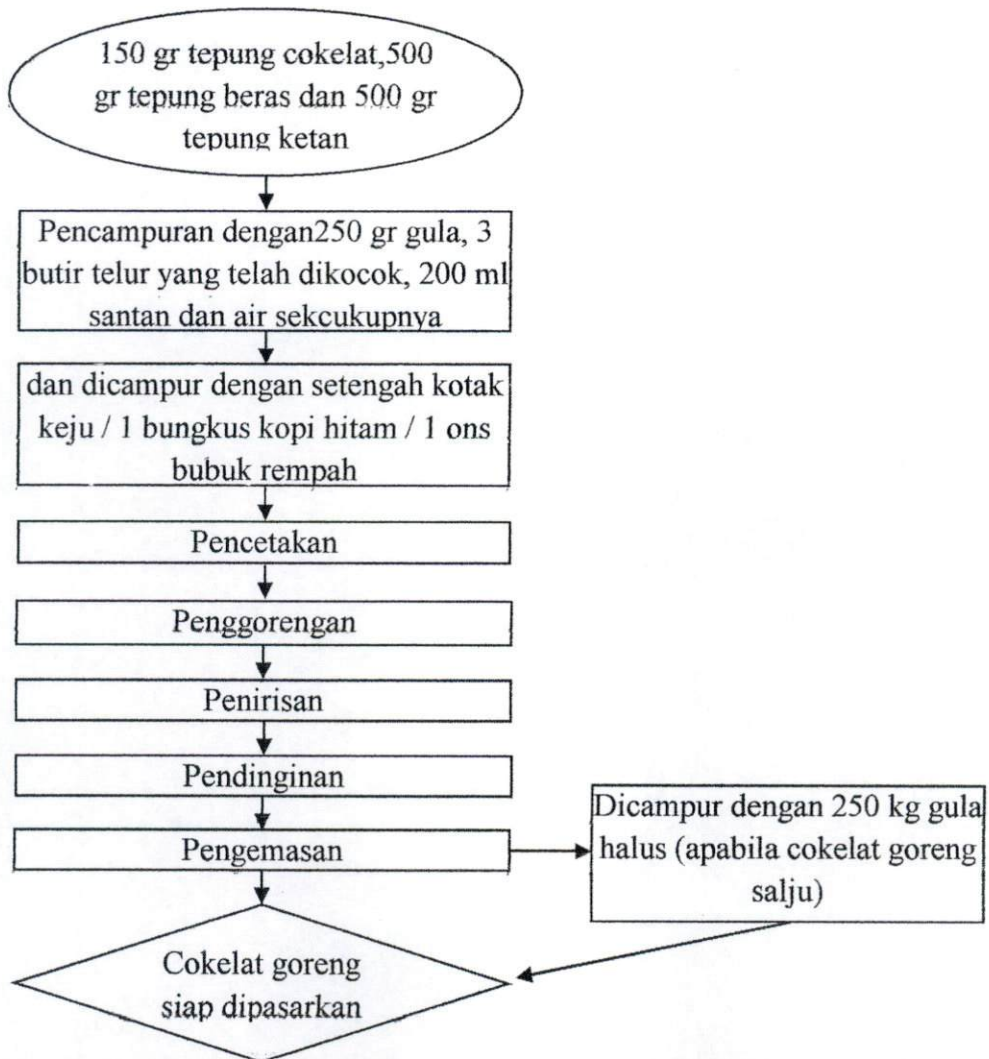 150 gr tepung cokelat,500
gr tepung beras dan 500 gr
tepung ketan
Pencampuran dengan250 gr gula, 3
butir telur yang telah dikocok, 200 ml
santan dan air sekcukupnya
dan dicampur dengan setengah kotak
keju / 1 bungkus kopi hitam / 1 ons
bubuk rempah
Pencetakan
Penggorengan
Penirisan
Pendinginan
Pengemasan
Dicampur dengan 250 kg gula
halus (apabila cokelat goreng
salju)
Cokelat goreng
siap dipasarkan